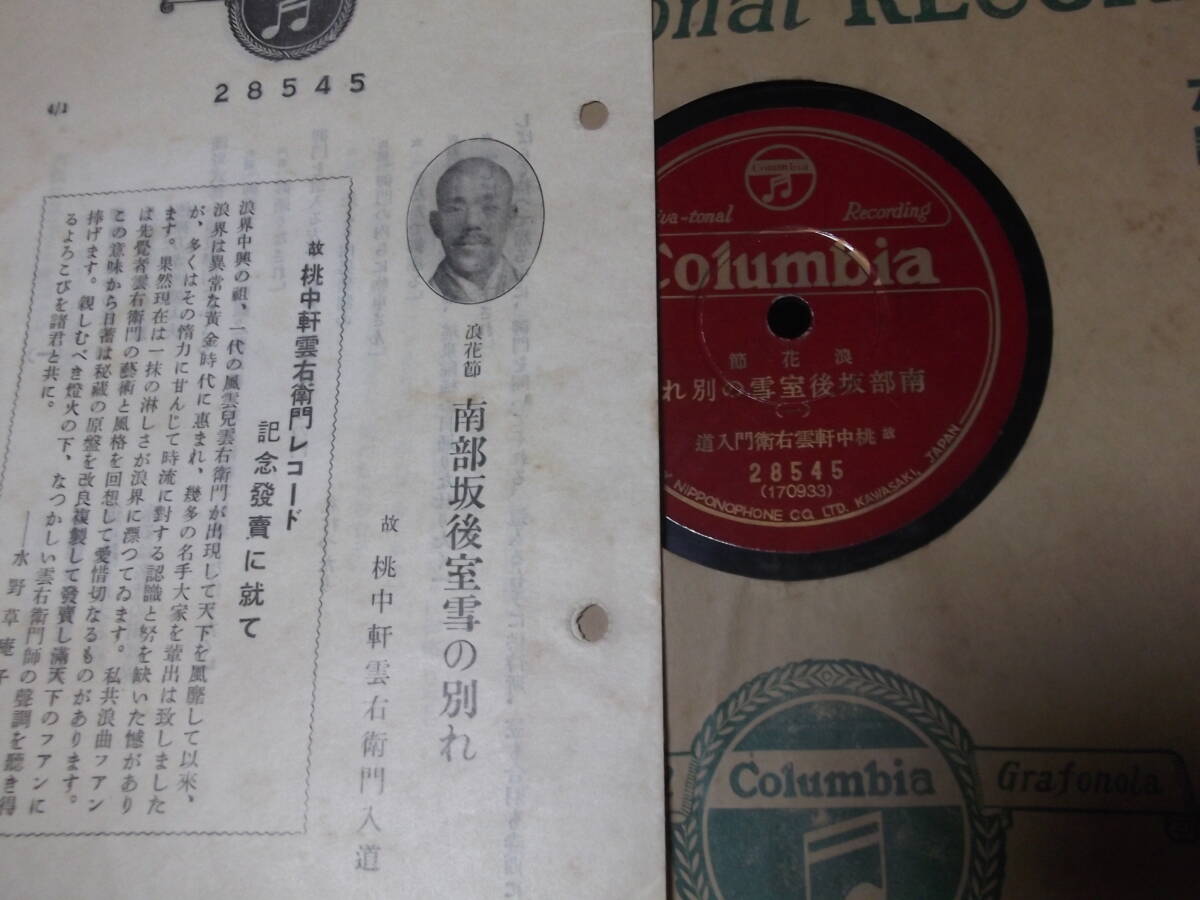 28545
4/1
浪花節 南部坂後室雪の別れ
故 桃中軒雲右衛門入道
故 桃中軒雲右衛門レコード
記念發賣に就て
浪界中興の祖、一代の風雲兒雲右衛門が出現して天下を風靡して以來、
浪界は異常な黃金時代に惠まれ、幾多の名手大家を輩出は致しました
が、多くはその惰力に甘んじて時流に對する認識と努を缺いた憾があり
ます。果然現在は一抹の淋しさが浪界に漂つてゐます。私共浪曲フアン
は先覺者雲右衛門の藝術と風格を回想して愛惜切なるものがあります。
この意味から日蓄は秘藏の原盤を改良複製して發賣し滿天下のフアンに
捧げます。親しむべき燈火の下、なつかしい雲右衛門師の聲調を聽き得
るよろこびを諸君と共に。
――水野草庵子
onal RECOR
Columbia
iva-tonal Recording
Columbia
節花浪
れ別の雪室後坂部南
(一)
道入門衛右雲軒中桃 故
28545
(170933)
NIPPONOPHONE CO. LTD. KAWASAKI, JAPAN
Columbia
Grafonola